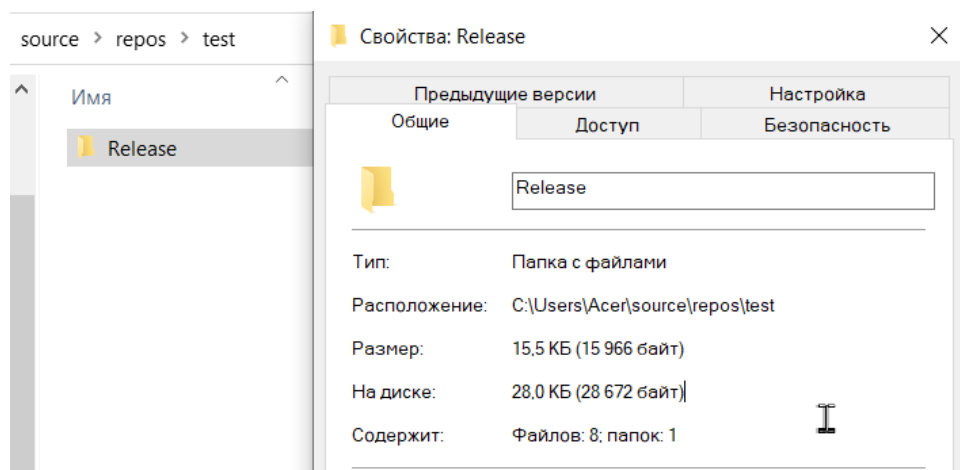 source > repos > test
Имя
Release
Свойства: Release
Предыдущие версии Настройка
Общие Доступ Безопасность
Release
Тип: Папка с файлами
Расположение: C:\Users\Acer\source\repos\test
Размер: 15,5 КБ (15 966 байт)
На диске: 28,0 КБ (28 672 байт)
Содержит: Файлов: 8; папок: 1